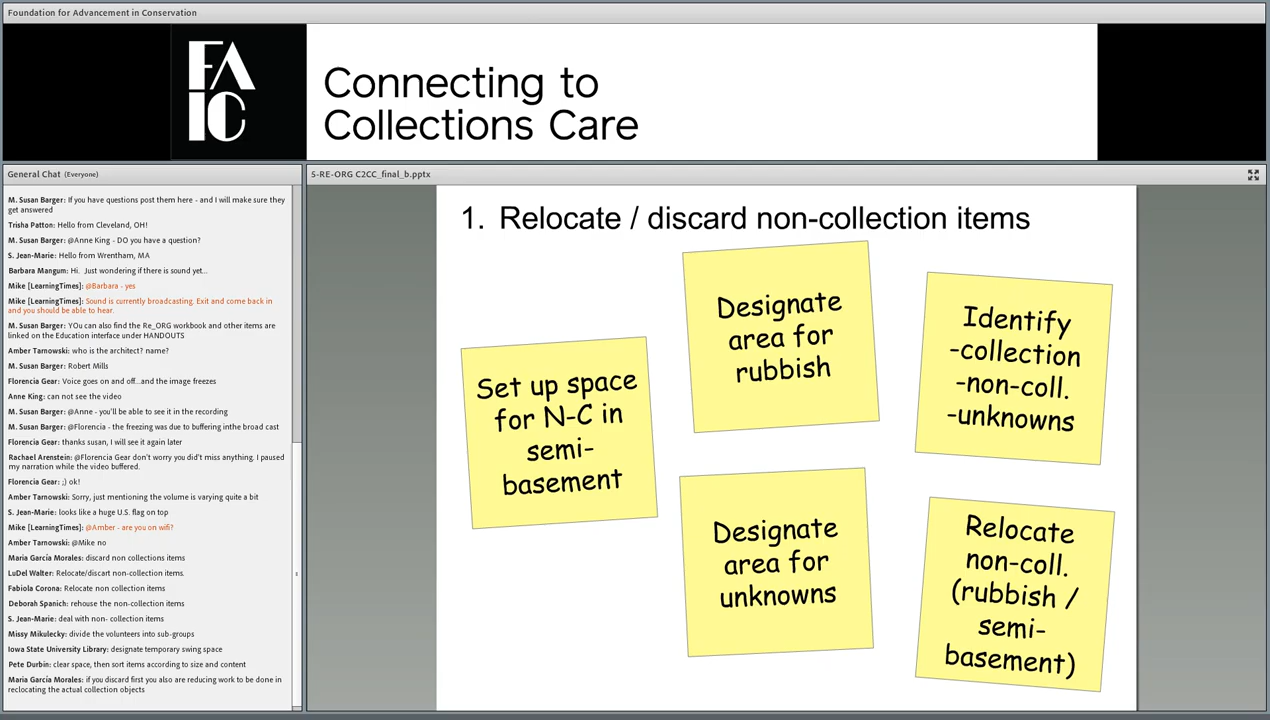 Foundation for Advancement in Conservation
FA
IC
Connecting to
Collections Care
General Chat (Everyone)
M. Susan Barger: If you have questions post them here - and I will make sure they
get answered
Trisha Patton: Hello from Cleveland, OH!
M. Susan Barger: @Anne King - DO you have a question?
S. Jean-Marie: Hello from Wrentham, MA
Barbara Mangum: Hi. Just wondering if there is sound yet...
Mike [LearningTimes]: @Barbara - yes
Mike [LearningTimes]: Sound is currently broadcasting. Exit and come back in
and you should be able to hear.
M. Susan Barger: YOu can also find the Re_ORG workbook and other items are
linked on the Education interface under HANDOUTS
Amber Tarnowski: who is the architect? name?
M. Susan Barger: Robert Mills
Florencia Gear: Voice goes on and off...and the image freezes
Anne King: can not see the video
M. Susan Barger: @Anne - you'll be able to see it in the recording
M. Susan Barger: @Florencia - the freezing was due to buffering inthe broad cast
Florencia Gear: thanks susan, I will see it again later
Rachael Arenstein: @Florencia Gear don't worry you did't miss anything. I paused
my narration while the video buffered.
Florencia Gear: ;) ok!
Amber Tarnowski: Sorry, just mentioning the volume is varying quite a bit
S. Jean-Marie: looks like a huge U.S. flag on top
Mike [LearningTimes]: @Amber - are you on wifi?
Amber Tarnowski: @Mike no
Maria García Morales: discard non collections items
LuDel Walter: Relocate/discart non-collection items.
Fabiola Corona: Relocate non collection items
Deborah Spanich: rehouse the non-collection items
S. Jean-Marie: deal with non- collection items
Missy Mikulecky: divide the volunteers into sub-groups
Iowa State University Library: designate temporary swing space
Pete Durbin: clear space, then sort items according to size and content
Maria García Morales: if you discard first you also are reducing work to be done in
reclocating the actual collection objects
5-RE-ORG C2CC_final_b.pptx
1. Relocate / discard non-collection items
Set up space
for N-C in
semi-
basement
Designate
area for
rubbish
Designate
area for
unknowns
Identify
-collection
-non-coll.
-unknowns
Relocate
non-coll.
(rubbish /
semi-
basement)